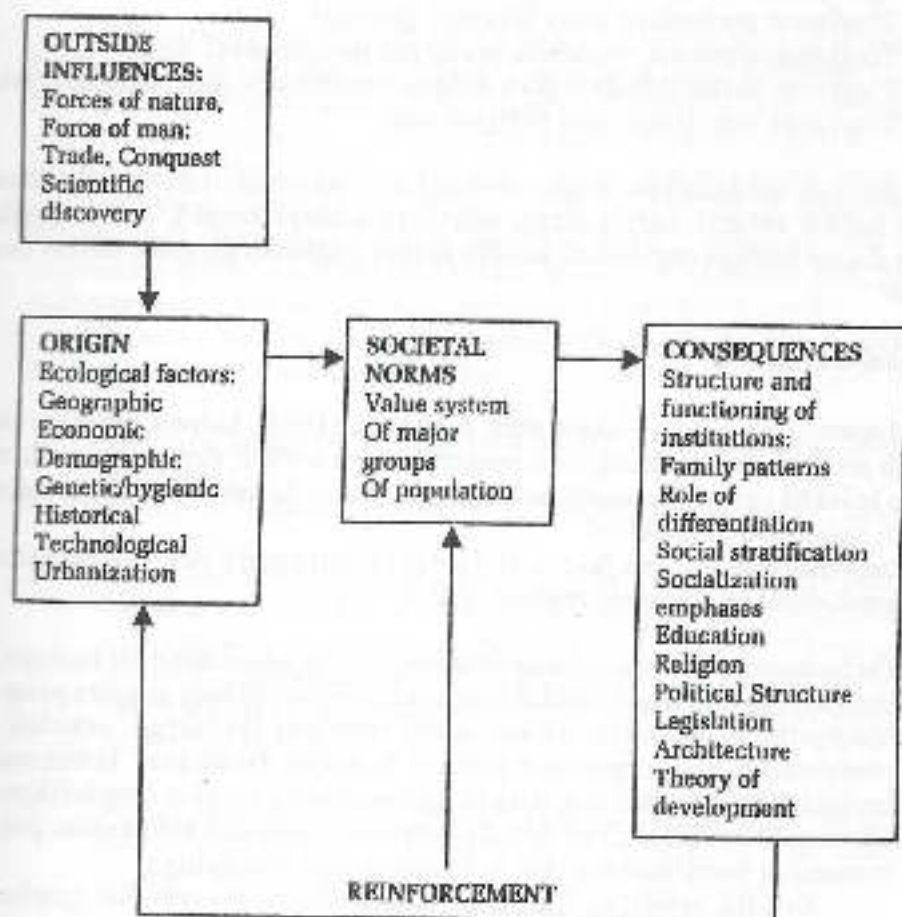 OUTSIDE
INFLUENCES:
Forces of nature,
Force of man:
Trade, Conquest
Scientific
discovery
ORIGIN
Ecological factors:
Geographic
Economic
Demographic
Genetic/hygienic
Historical
Technological
Urbanization
SOCIETAL
NORMS
Value system
Of major
groups
Of population
CONSEQUENCES
Structure and
functioning of
institutions:
Family patterns
Role of
differentiation
Social stratification
Socialization
emphases
Education
Religion
Political Structure
Legislation
Architecture
Theory of
development
REINFORCEMENT